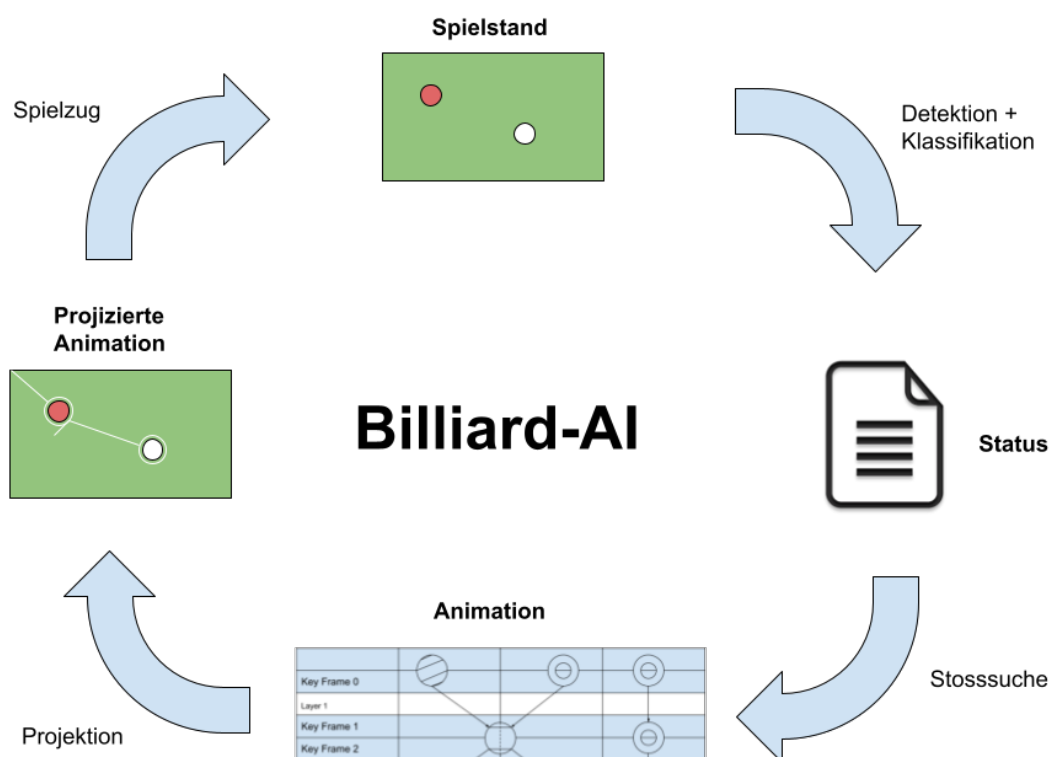 Spielstand
Spielzug
Detektion +
Klassifikation
Projizierte
Animation
Billiard-AI
Status
Animation
Key Frame 0
Layer 1
Key Frame 1
Key Frame 2
Stosssuche
Projektion